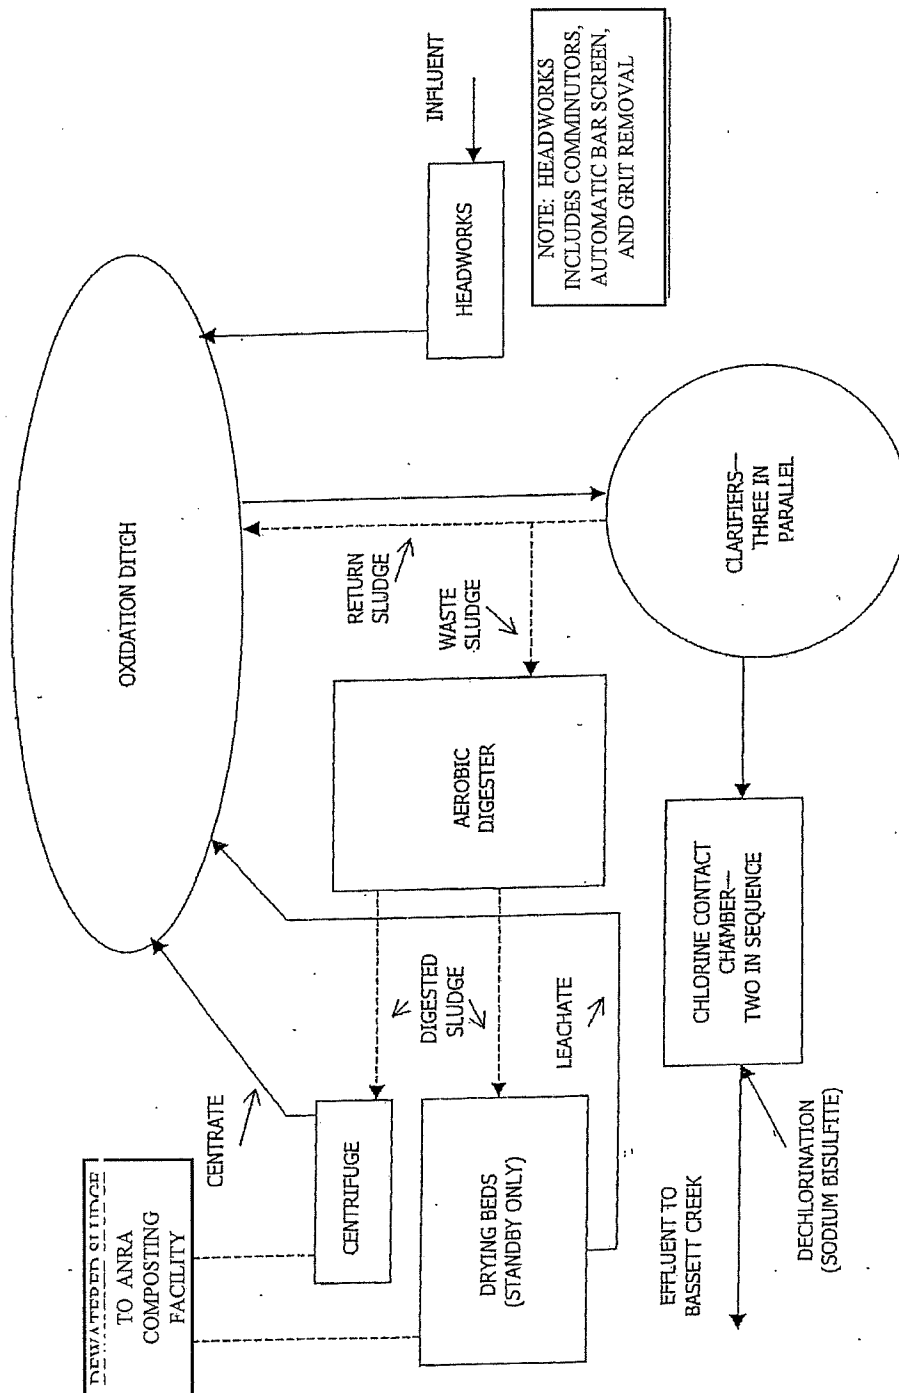 OXIDATION DITCH
INFLUENT
HEADWORKS
NOTE: HEADWORKS
INCLUDES COMMINUTORS,
AUTOMATIC BAR SCREEN,
AND GRIT REMOVAL
RETURN
SLUDGE
WASTE
SLUDGE
CLARIFIERS—
THREE IN
PARALLEL
AEROBIC
DIGESTER
DIGESTED
SLUDGE
CENTRATE
CENTRIFUGE
LEACHATE
DRYING BEDS
(STANDBY ONLY)
DEWATERED SLUDGE
TO ANRA
COMPOSTING
FACILITY
CHLORINE CONTACT
CHAMBER—
TWO IN SEQUENCE
DECHLORINATION
(SODIUM BISULFITE)
EFFLUENT TO
BASSETT CREEK